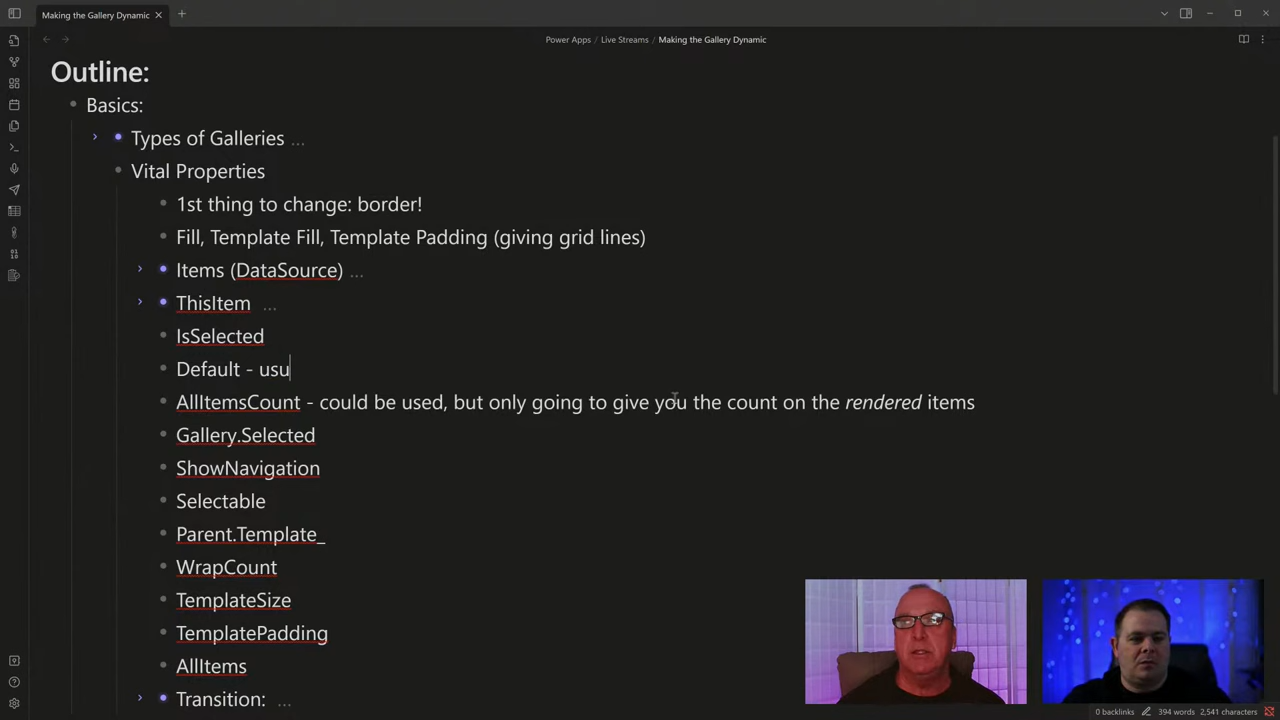 Making the Gallery Dynamic
Power Apps / Live Streams / Making the Gallery Dynamic
Outline:
Basics:
Types of Galleries ...
Vital Properties
1st thing to change: border!
Fill, Template Fill, Template Padding (giving grid lines)
Items (DataSource) ...
ThisItem ...
IsSelected
Default - usu
AllItemsCount - could be used, but only going to give you the count on the rendered items
Gallery.Selected
ShowNavigation
Selectable
Parent.Template_
WrapCount
TemplateSize
TemplatePadding
AllItems
Transition: ...
0 backlinks 394 words 2,541 characters